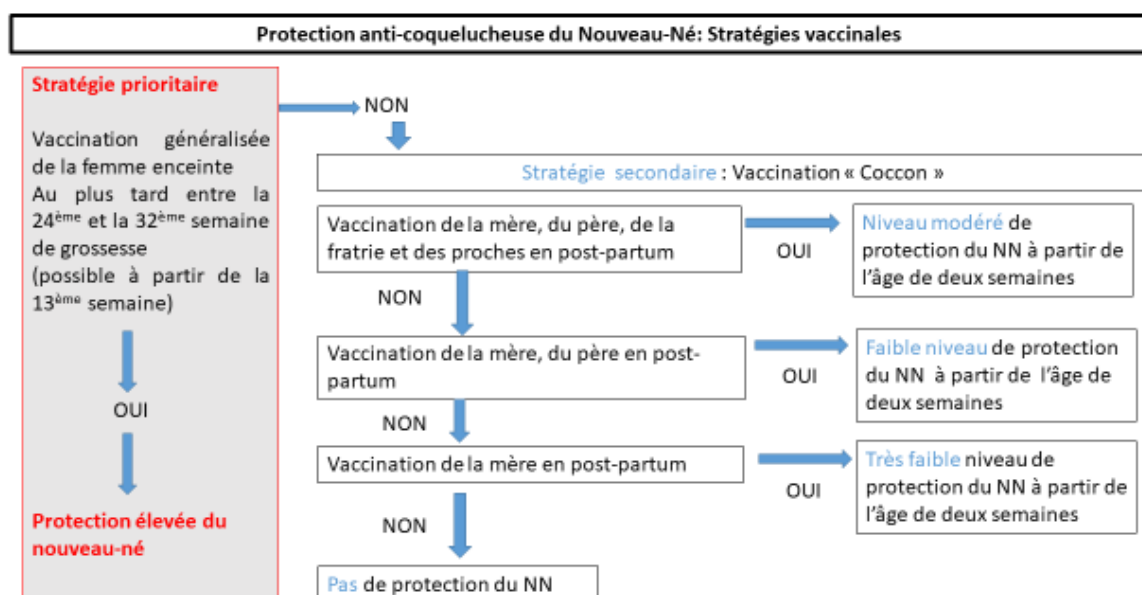 Protection anti-coquelucheuse du Nouveau-Né: Stratégies vaccinales
Stratégie prioritaire
Vaccination généralisée
de la femme enceinte
Au plus tard entre la
24ème et la 32ème semaine
de grossesse
(possible à partir de la
13ème semaine)
OUI
Protection élevée du
nouveau-né
NON
Stratégie secondaire : Vaccination « Coccon »
Vaccination de la mère, du père, de la
fratrie et des proches en post-partum
OUI
Niveau modéré de
protection du NN à partir de
l'âge de deux semaines
NON
Vaccination de la mère, du père en post-
partum
OUI
Faible niveau de protection
du NN à partir de l'âge de
deux semaines
NON
Vaccination de la mère en post-partum
OUI
Très faible niveau de
protection du NN à partir de
l'âge de deux semaines
NON
Pas de protection du NN